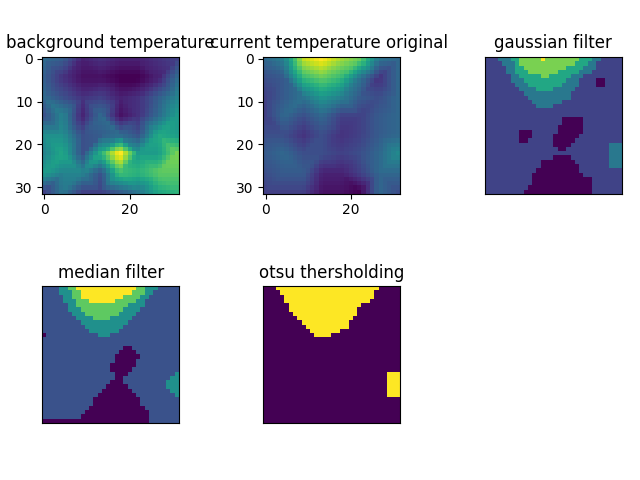 background temperature
current temperature original
gaussian filter
0
10
20
30
0
20
0
10
20
30
0
20
median filter
otsu thersholding